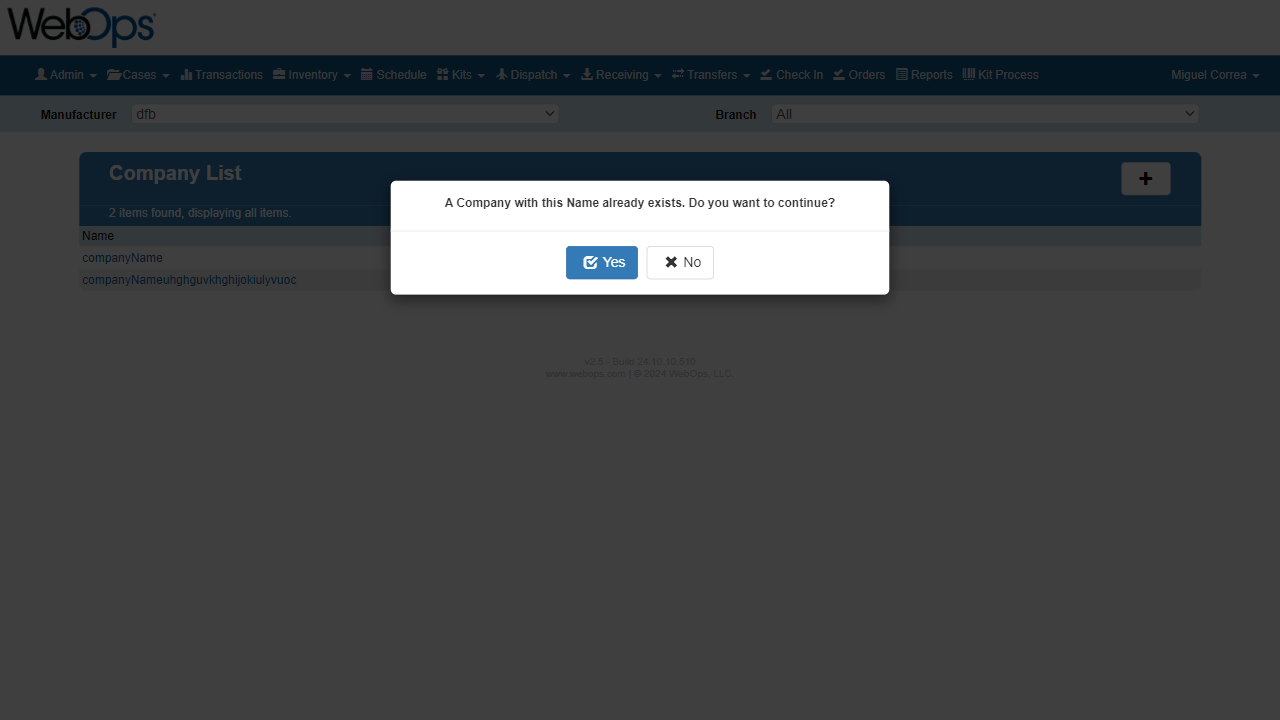 WebOps
Admin Cases Transactions Inventory Schedule Kits Dispatch Receiving Transfers Check In Orders Reports Kit Process Miguel Correa
Manufacturer dfb Branch All
Company List
2 items found, displaying all items.
Name
companyName
companyNameuhghguvkhghijokiulyvuoc
A Company with this Name already exists. Do you want to continue?
Yes No
v2.5 - Build 24.10.10.510
www.webops.com | © 2024 WebOps, LLC.